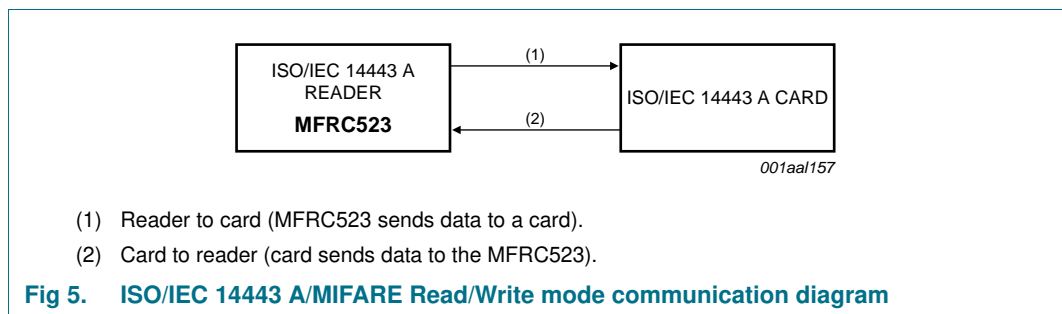 (1)
ISO/IEC 14443 A
READER
MFRC523
ISO/IEC 14443 A CARD
(2)
001aal157
(1) Reader to card (MFRC523 sends data to a card).
(2) Card to reader (card sends data to the MFRC523).
Fig 5. ISO/IEC 14443 A/MIFARE Read/Write mode communication diagram